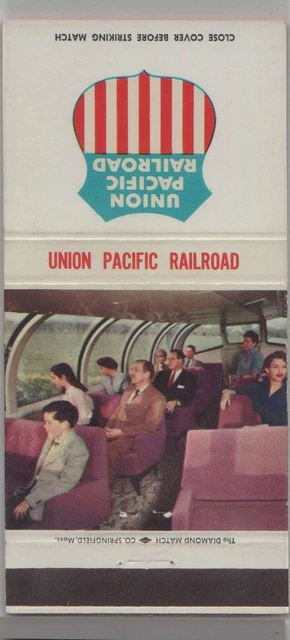 CLOSE COVER BEFORE STRIKING MATCH
UNION
PACIFIC
RAILROAD
UNION PACIFIC RAILROAD
The DIAMOND MATCH CO. SPRINGFIELD, Mass.